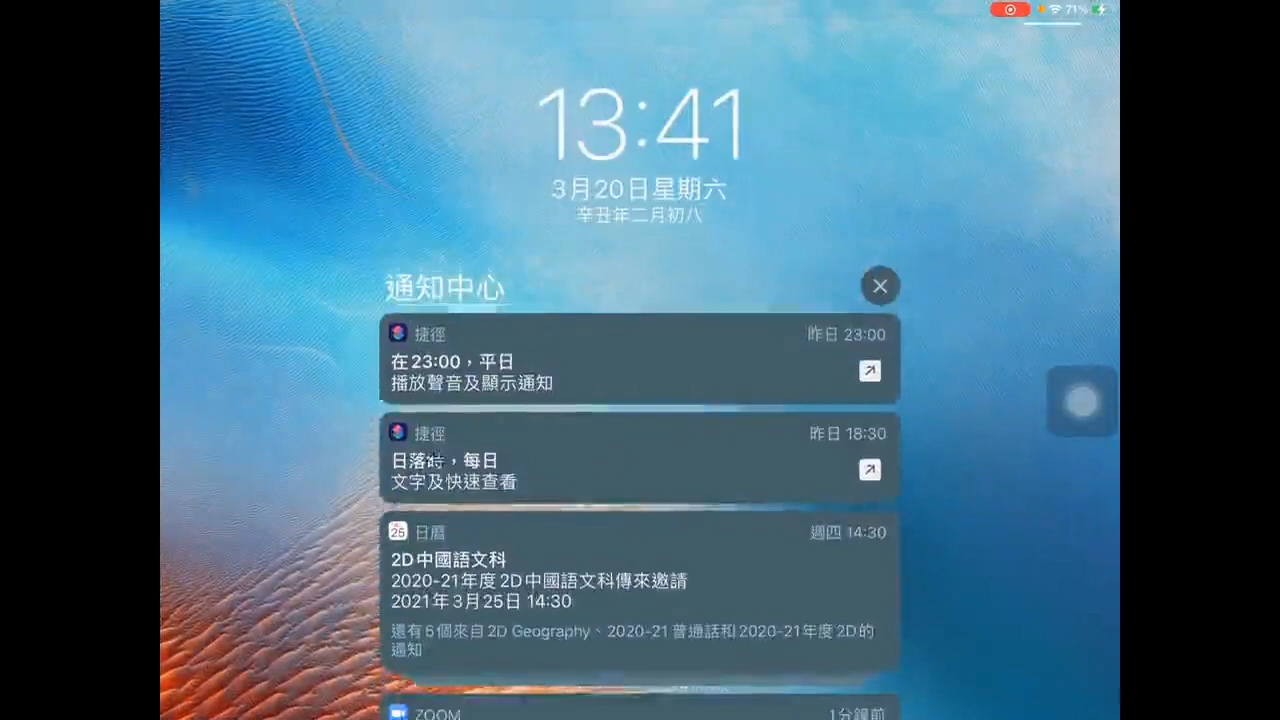 71%
13:41
3月20日星期六
辛丑年二月初八
通知中心
捷徑 昨日 23:00
在23:00，平日
播放聲音及顯示通知
捷徑 昨日 18:30
日落時，每日
文字及快速查看
25 日曆 週四 14:30
2D中國語文科
2020-21年度2D中國語文科傳來邀請
2021年3月25日 14:30
還有6個來自2D Geography、2020-21普通話和2020-21年度2D的
通知
ZOOM 1分鐘前